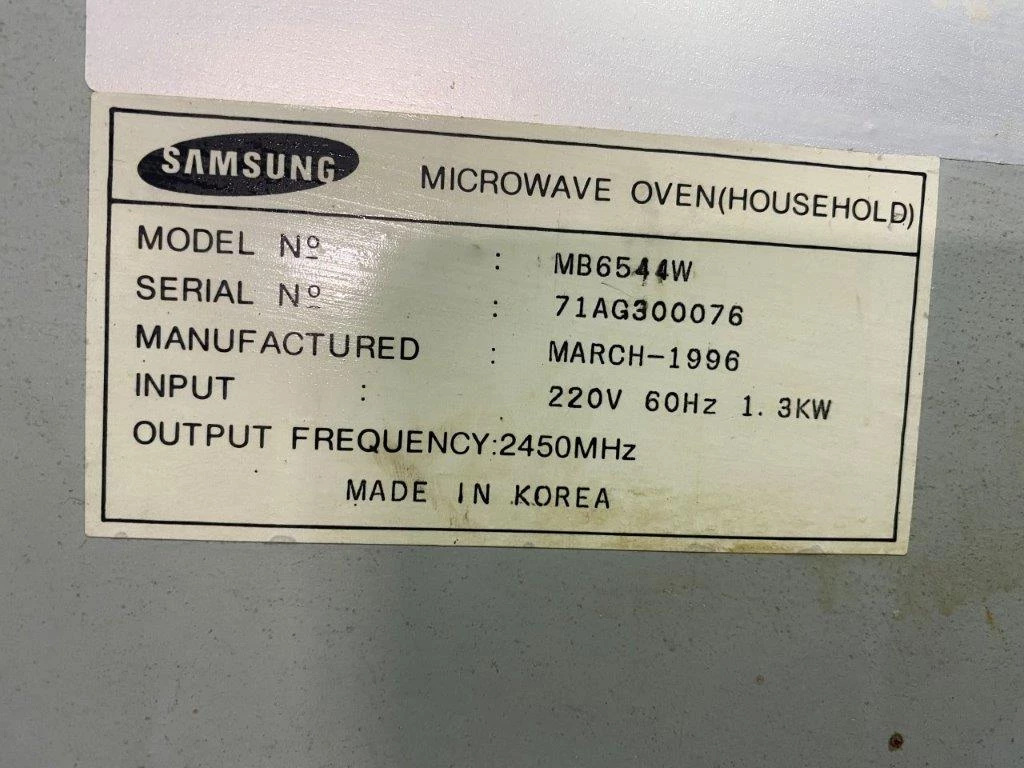 SAMSUNG MICROWAVE OVEN(HOUSEHOLD)
MODEL Nº : MB6544W
SERIAL Nº : 71AG300076
MANUFACTURED : MARCH-1996
INPUT : 220V 60Hz 1.3KW
OUTPUT FREQUENCY:2450MHz
MADE IN KOREA